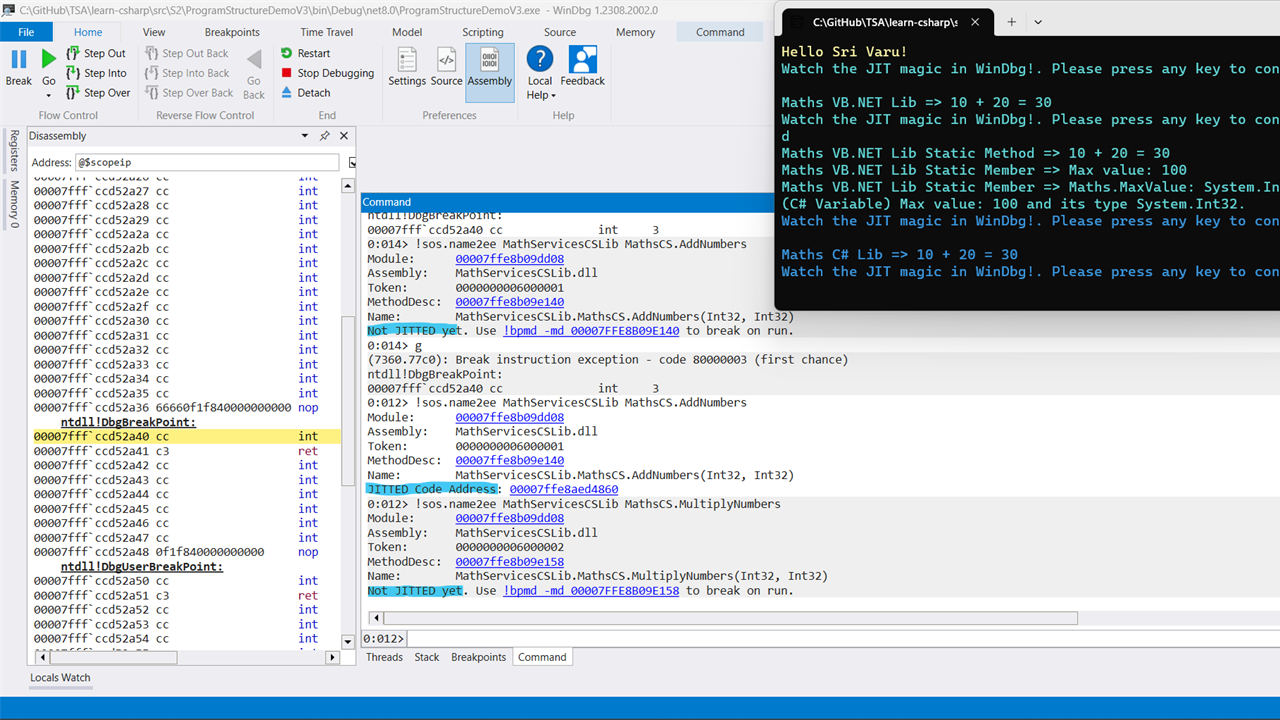 C:\GitHub\TSA\learn-csharp\s\S2\ProgramStructureDemoV3\bin\Debug\net8.0\ProgramStructureDemoV3.exe - WinDbg 1.2308.2002.0
File Home View Breakpoints Time Travel Model Scripting Source Memory Command
Break
Go
Step Out
Step Into
Step Over
Flow Control
Step Out Back
Step Into Back
Step Over Back
Go Back
Reverse Flow Control
Restart
Stop Debugging
Detach
End
Settings Source Assembly
Preferences
Local Help
Feedback
Help
C:\GitHub\TSA\learn-csharp\s
Hello Sri Varu!
Watch the JIT magic in WinDbg!. Please press any key to con
Maths VB.NET Lib => 10 + 20 = 30
Watch the JIT magic in WinDbg!. Please press any key to con
d
Maths VB.NET Lib Static Method => 10 + 20 = 30
Maths VB.NET Lib Static Member => Max value: 100
Maths VB.NET Lib Static Member => Maths.MaxValue: System.In
(C# Variable) Max value: 100 and its type System.Int32.
Watch the JIT magic in WinDbg!. Please press any key to con
Maths C# Lib => 10 + 20 = 30
Watch the JIT magic in WinDbg!. Please press any key to con
Registers
Memory 0
Disassembly
Address: @$scopeip
00007fff`ccd52a26 cc int
00007fff`ccd52a27 cc int
00007fff`ccd52a28 cc int
00007fff`ccd52a29 cc int
00007fff`ccd52a2a cc int
00007fff`ccd52a2b cc int
00007fff`ccd52a2c cc int
00007fff`ccd52a2d cc int
00007fff`ccd52a2e cc int
00007fff`ccd52a2f cc int
00007fff`ccd52a30 cc int
00007fff`ccd52a31 cc int
00007fff`ccd52a32 cc int
00007fff`ccd52a33 cc int
00007fff`ccd52a34 cc int
00007fff`ccd52a35 cc int
00007fff`ccd52a36 66660f1f840000000000 nop
ntdll!DbgBreakPoint:
00007fff`ccd52a40 cc int
00007fff`ccd52a41 c3 ret
00007fff`ccd52a42 cc int
00007fff`ccd52a43 cc int
00007fff`ccd52a44 cc int
00007fff`ccd52a45 cc int
00007fff`ccd52a46 cc int
00007fff`ccd52a47 cc int
00007fff`ccd52a48 0f1f840000000000 nop
ntdll!DbgUserBreakPoint:
00007fff`ccd52a50 cc int
00007fff`ccd52a51 c3 ret
00007fff`ccd52a52 cc int
00007fff`ccd52a53 cc int
00007fff`ccd52a54 cc int
Locals Watch
Command
ntdll!DbgBreakPoint:
00007fff`ccd52a40 cc int 3
0:014> !sos.name2ee MathServicesCSLib MathsCS.AddNumbers
Module: 00007ffe8b09dd08
Assembly: MathServicesCSLib.dll
Token: 0000000006000001
MethodDesc: 00007ffe8b09e140
Name: MathServicesCSLib.MathsCS.AddNumbers(Int32, Int32)
Not JITTED yet. Use !bpmd -md 00007FFE8B09E140 to break on run.
0:014> g
(7360.77c0): Break instruction exception - code 80000003 (first chance)
ntdll!DbgBreakPoint:
00007fff`ccd52a40 cc int 3
0:012> !sos.name2ee MathServicesCSLib MathsCS.AddNumbers
Module: 00007ffe8b09dd08
Assembly: MathServicesCSLib.dll
Token: 0000000006000001
MethodDesc: 00007ffe8b09e140
Name: MathServicesCSLib.MathsCS.AddNumbers(Int32, Int32)
JITTED Code Address: 00007ffe8aed4860
0:012> !sos.name2ee MathServicesCSLib MathsCS.MultiplyNumbers
Module: 00007ffe8b09dd08
Assembly: MathServicesCSLib.dll
Token: 0000000006000002
MethodDesc: 00007ffe8b09e158
Name: MathServicesCSLib.MathsCS.MultiplyNumbers(Int32, Int32)
Not JITTED yet. Use !bpmd -md 00007FFE8B09E158 to break on run.
0:012>
Threads Stack Breakpoints Command